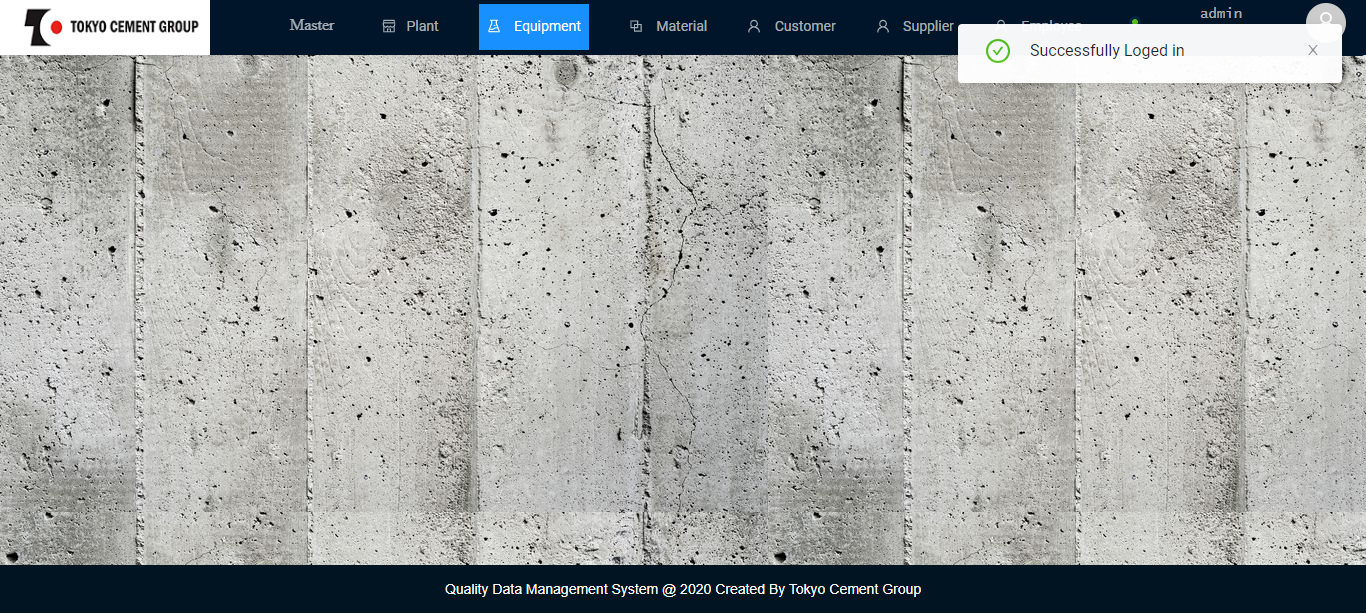 TOKYO CEMENT GROUP
Master
Plant
Equipment
Material
Customer
Supplier
Employee
admin
Successfully Loged in
Quality Data Management System @ 2020 Created By Tokyo Cement Group